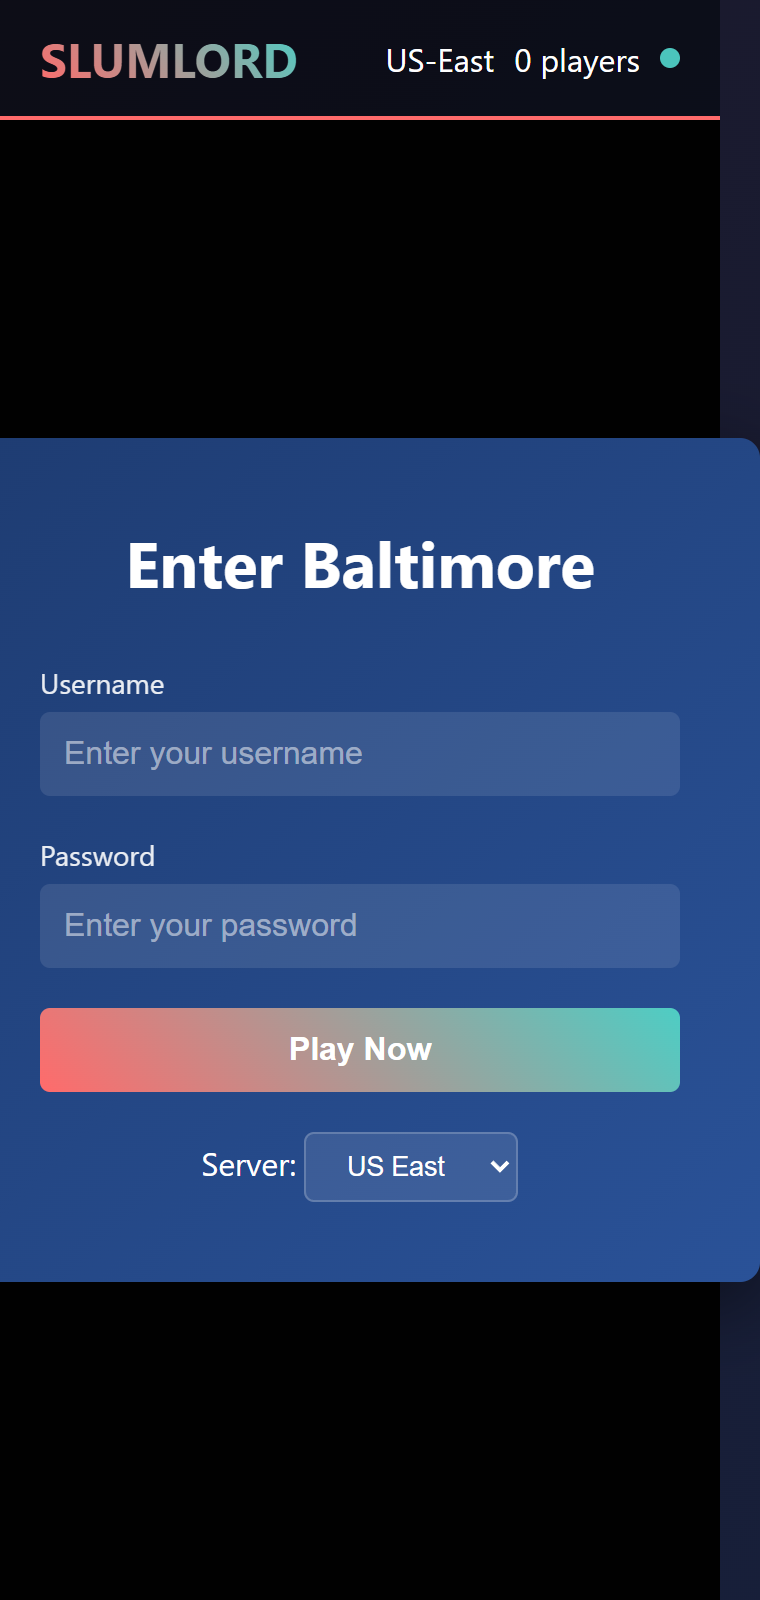 SLUMLORD US-East 0 players
Enter Baltimore
Username
Enter your username
Password
Enter your password
Play Now
Server: US East